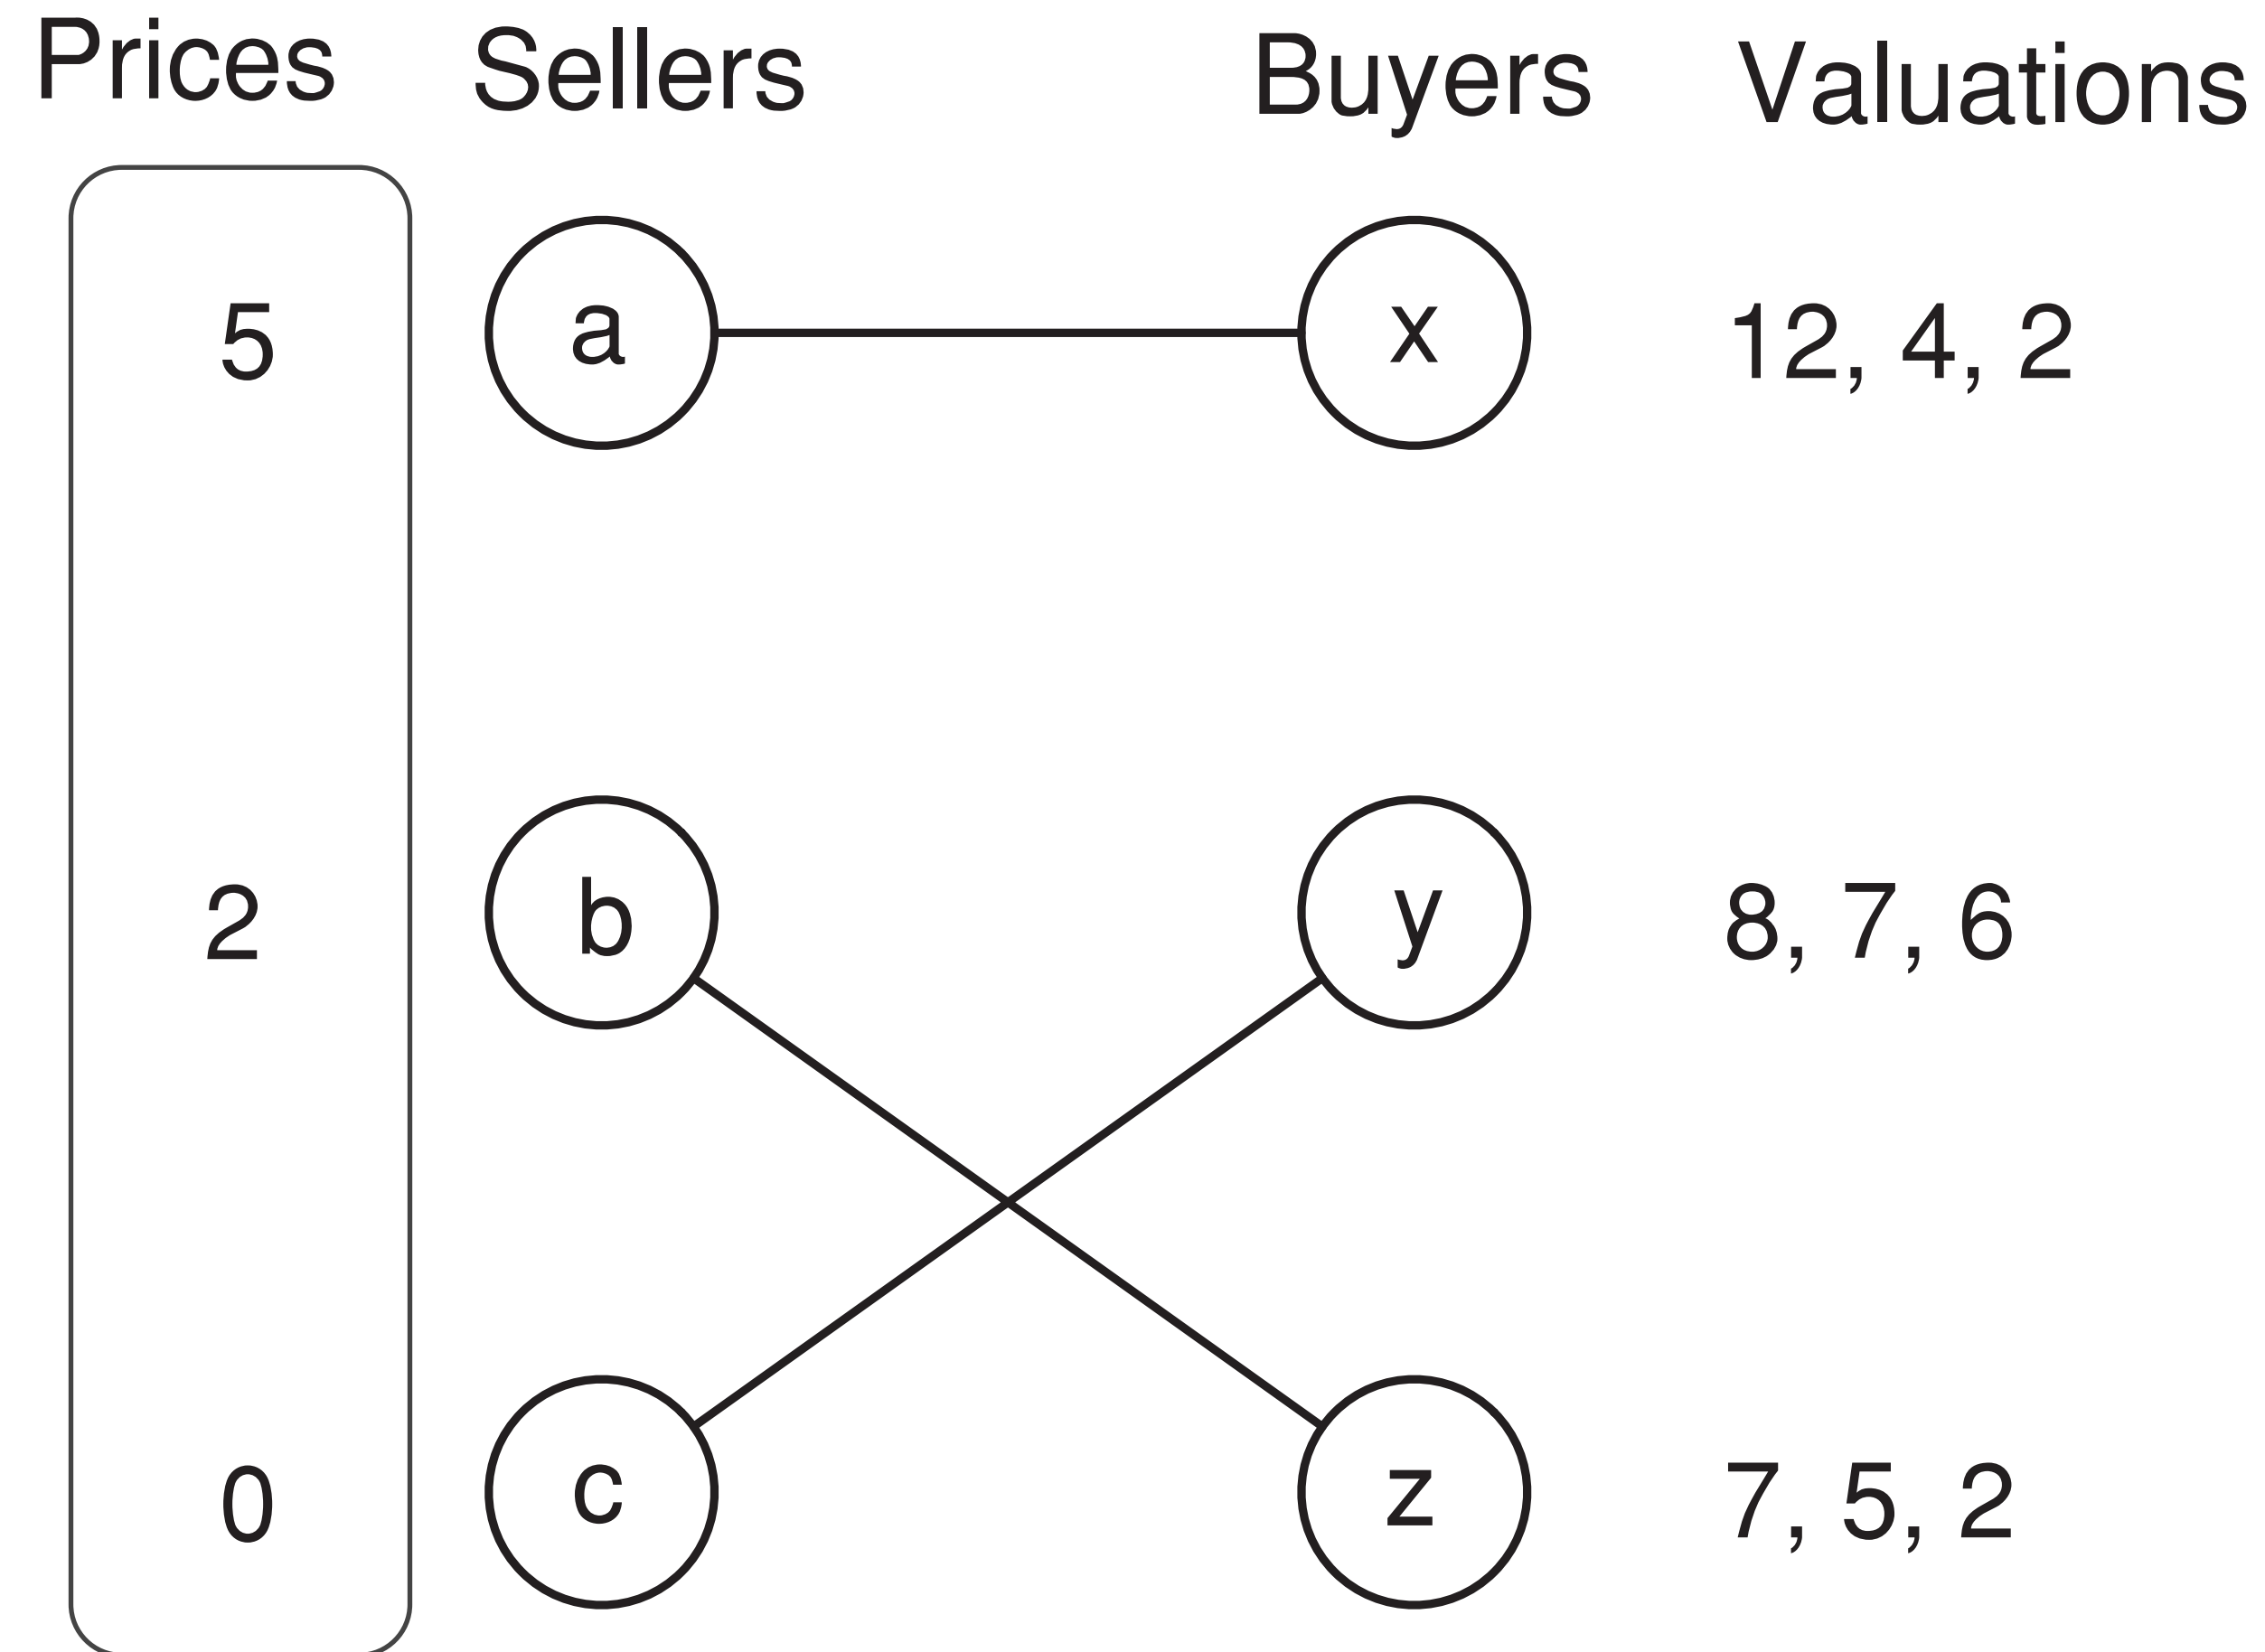 Prices Sellers Buyers Valuations
5 a x 12, 4, 2
2 b y 8, 7, 6
0 c z 7, 5, 2